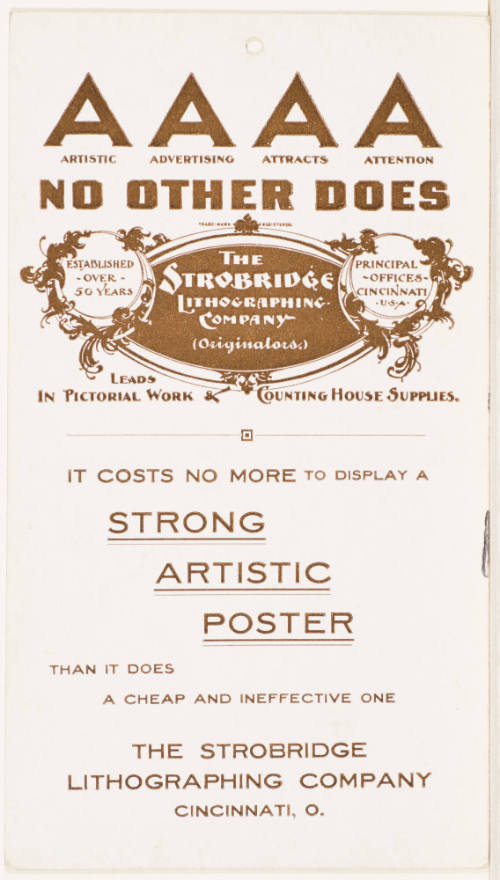 A A A A
ARTISTIC ADVERTISING ATTRACTS ATTENTION
NO OTHER DOES
TRADE-MARK REGISTERED.
ESTABLISHED
- OVER -
50 YEARS
THE
STROBRIDGE
LITHOGRAPHING
COMPANY
(Originators.)
PRINCIPAL
- OFFICES -
CINCINNATI
· U.S.A ·
LEADS
IN PICTORIAL WORK & COUNTING HOUSE SUPPLIES.
IT COSTS NO MORE TO DISPLAY A
STRONG
ARTISTIC
POSTER
THAN IT DOES
A CHEAP AND INEFFECTIVE ONE
THE STROBRIDGE
LITHOGRAPHING COMPANY
CINCINNATI, O.